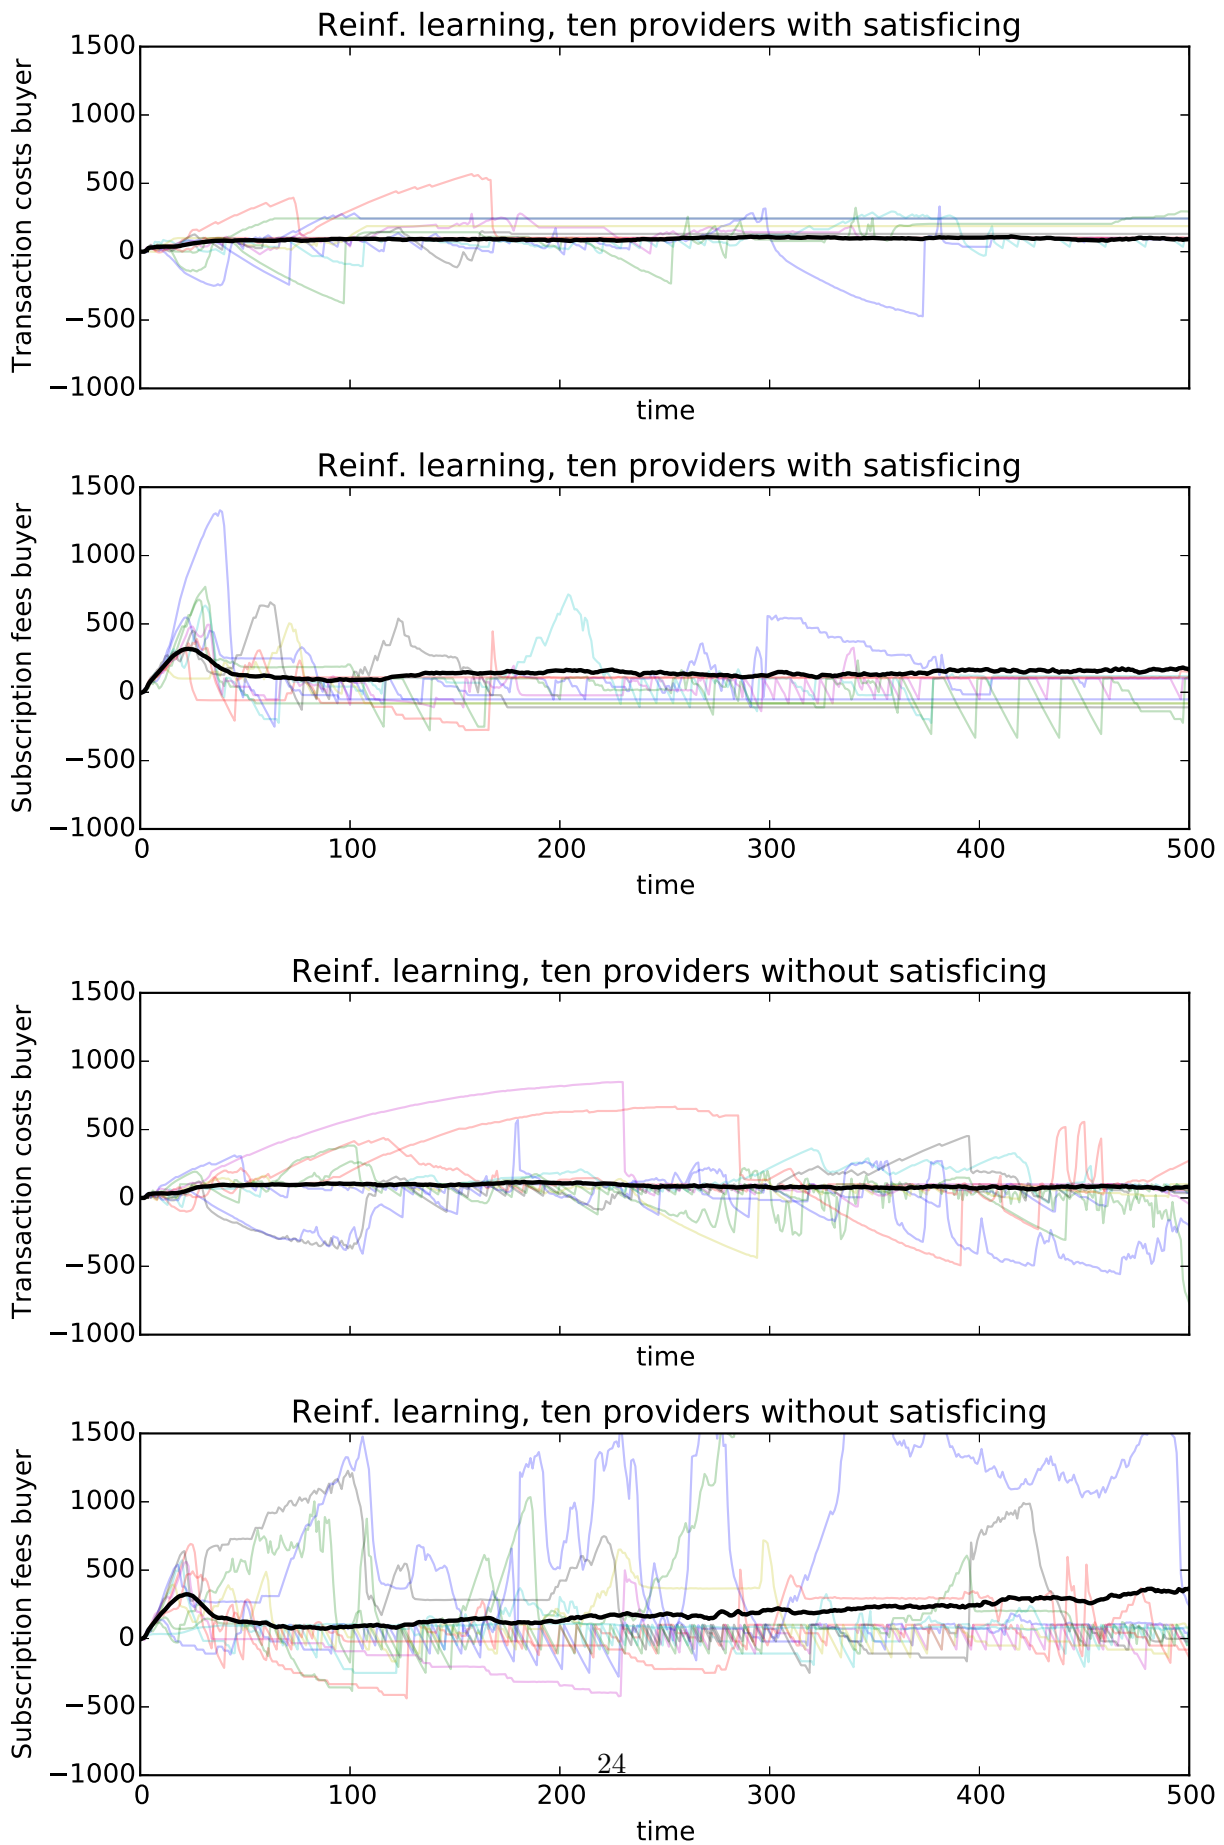 Reinf. learning, ten providers with satisficing
Transaction costs buyer
1500
1000
500
0
−500
−1000
time
Reinf. learning, ten providers with satisficing
Subscription fees buyer
1500
1000
500
0
−500
−1000
0 100 200 300 400 500
time
Reinf. learning, ten providers without satisficing
Transaction costs buyer
1500
1000
500
0
−500
−1000
time
Reinf. learning, ten providers without satisficing
Subscription fees buyer
1500
1000
500
0
−500
−1000
24
0 100 200 300 400 500
time